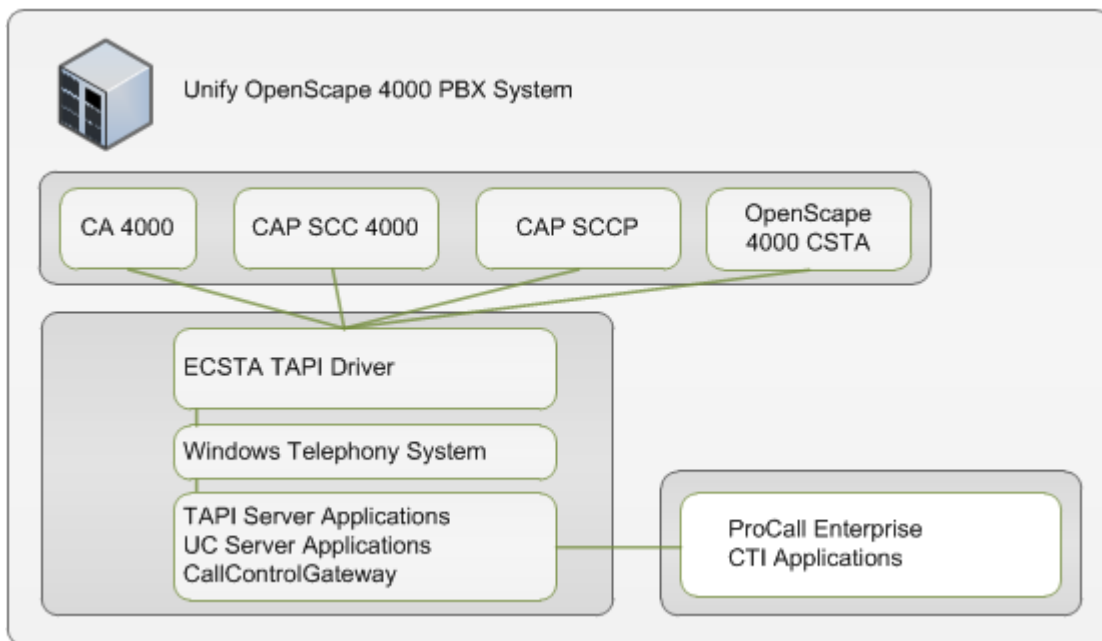 Unify OpenScape 4000 PBX System
CA 4000
CAP SCC 4000
CAP SCCP
OpenScape
4000 CSTA
ECSTA TAPI Driver
Windows Telephony System
TAPI Server Applications
UC Server Applications
CallControlGateway
ProCall Enterprise
CTI Applications